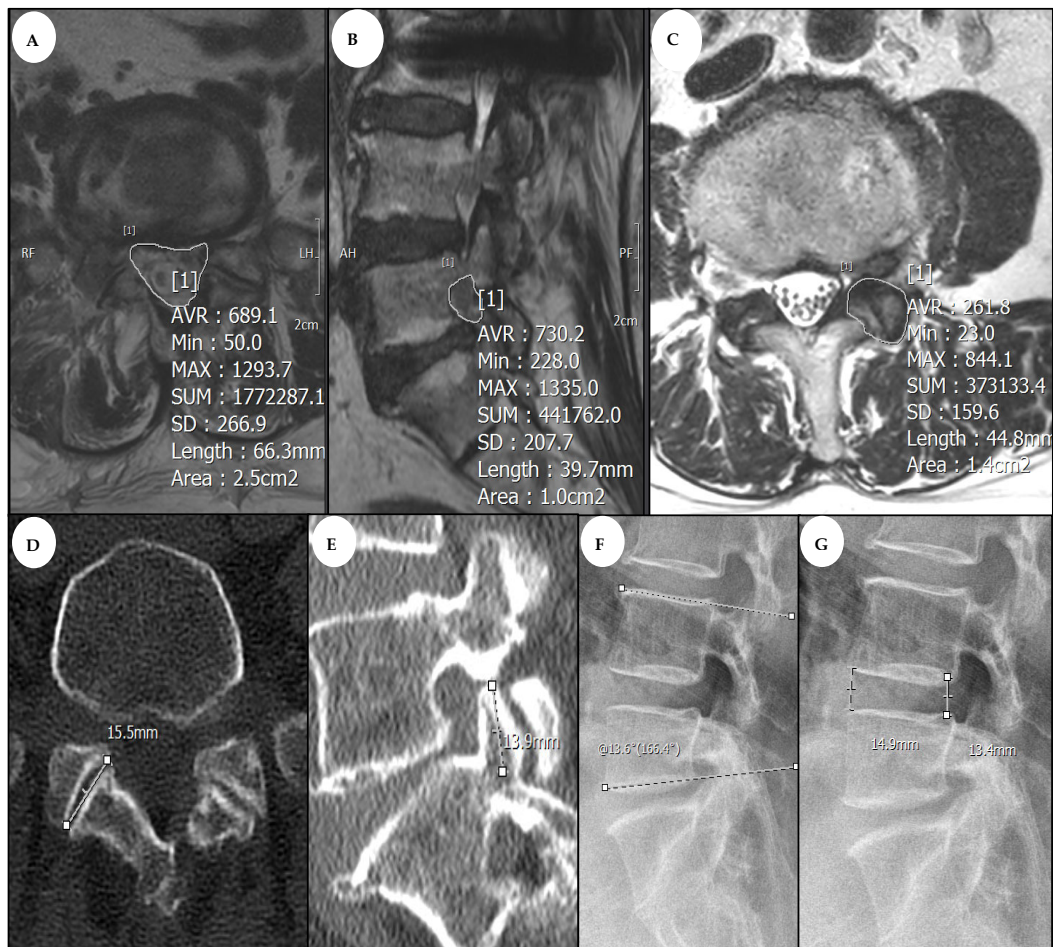 A
RF
[1]
LH
[1]
AVR : 689.1
Min : 50.0
2cm
MAX : 1293.7
SUM : 1772287.1
SD : 266.9
Length : 66.3mm
Area : 2.5cm2
B
AH
[1]
PF
[1]
AVR : 730.2
2cm
Min : 228.0
MAX : 1335.0
SUM : 441762.0
SD : 207.7
Length : 39.7mm
Area : 1.0cm2
C
[1]
[1]
AVR : 261.8
Min : 23.0
MAX : 844.1
SUM : 373133.4
SD : 159.6
Length : 44.8mm
Area : 1.4cm2
D
15.5mm
E
13.9mm
F
@13.6°(166.4°)
G
14.9mm
13.4mm